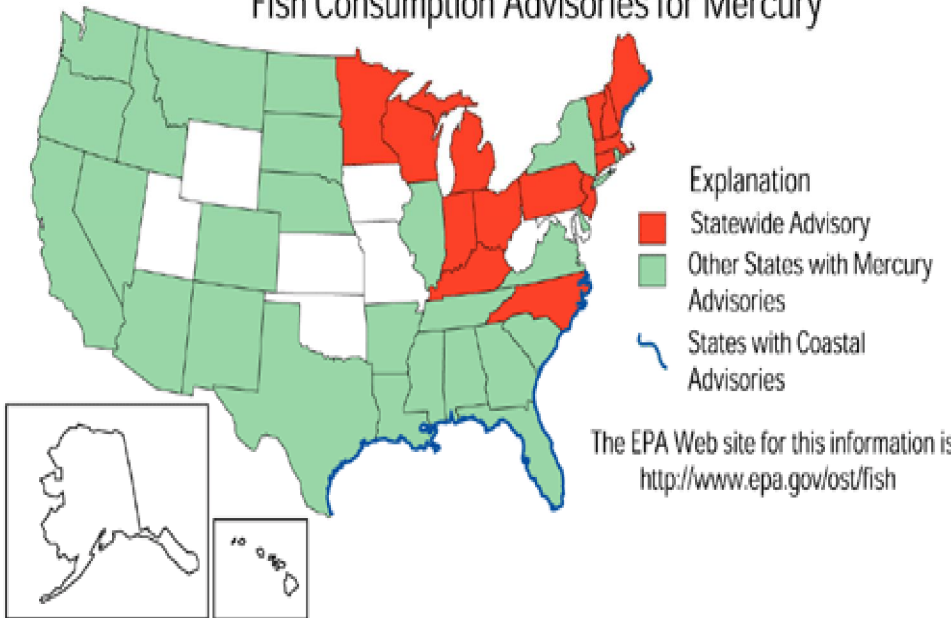 Fish Consumption Advisories for Mercury
Explanation
Statewide Advisory
Other States with Mercury
Advisories
States with Coastal
Advisories
The EPA Web site for this information is
http://www.epa.gov/ost/fish